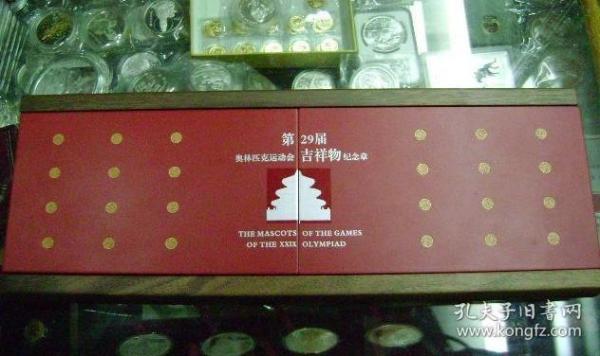 第29届
奥林匹克运动会 吉祥物纪念章
THE MASCOTS OF THE GAMES
OF THE XXIX OLYMPIAD
孔夫子旧书网
www.kongfz.com